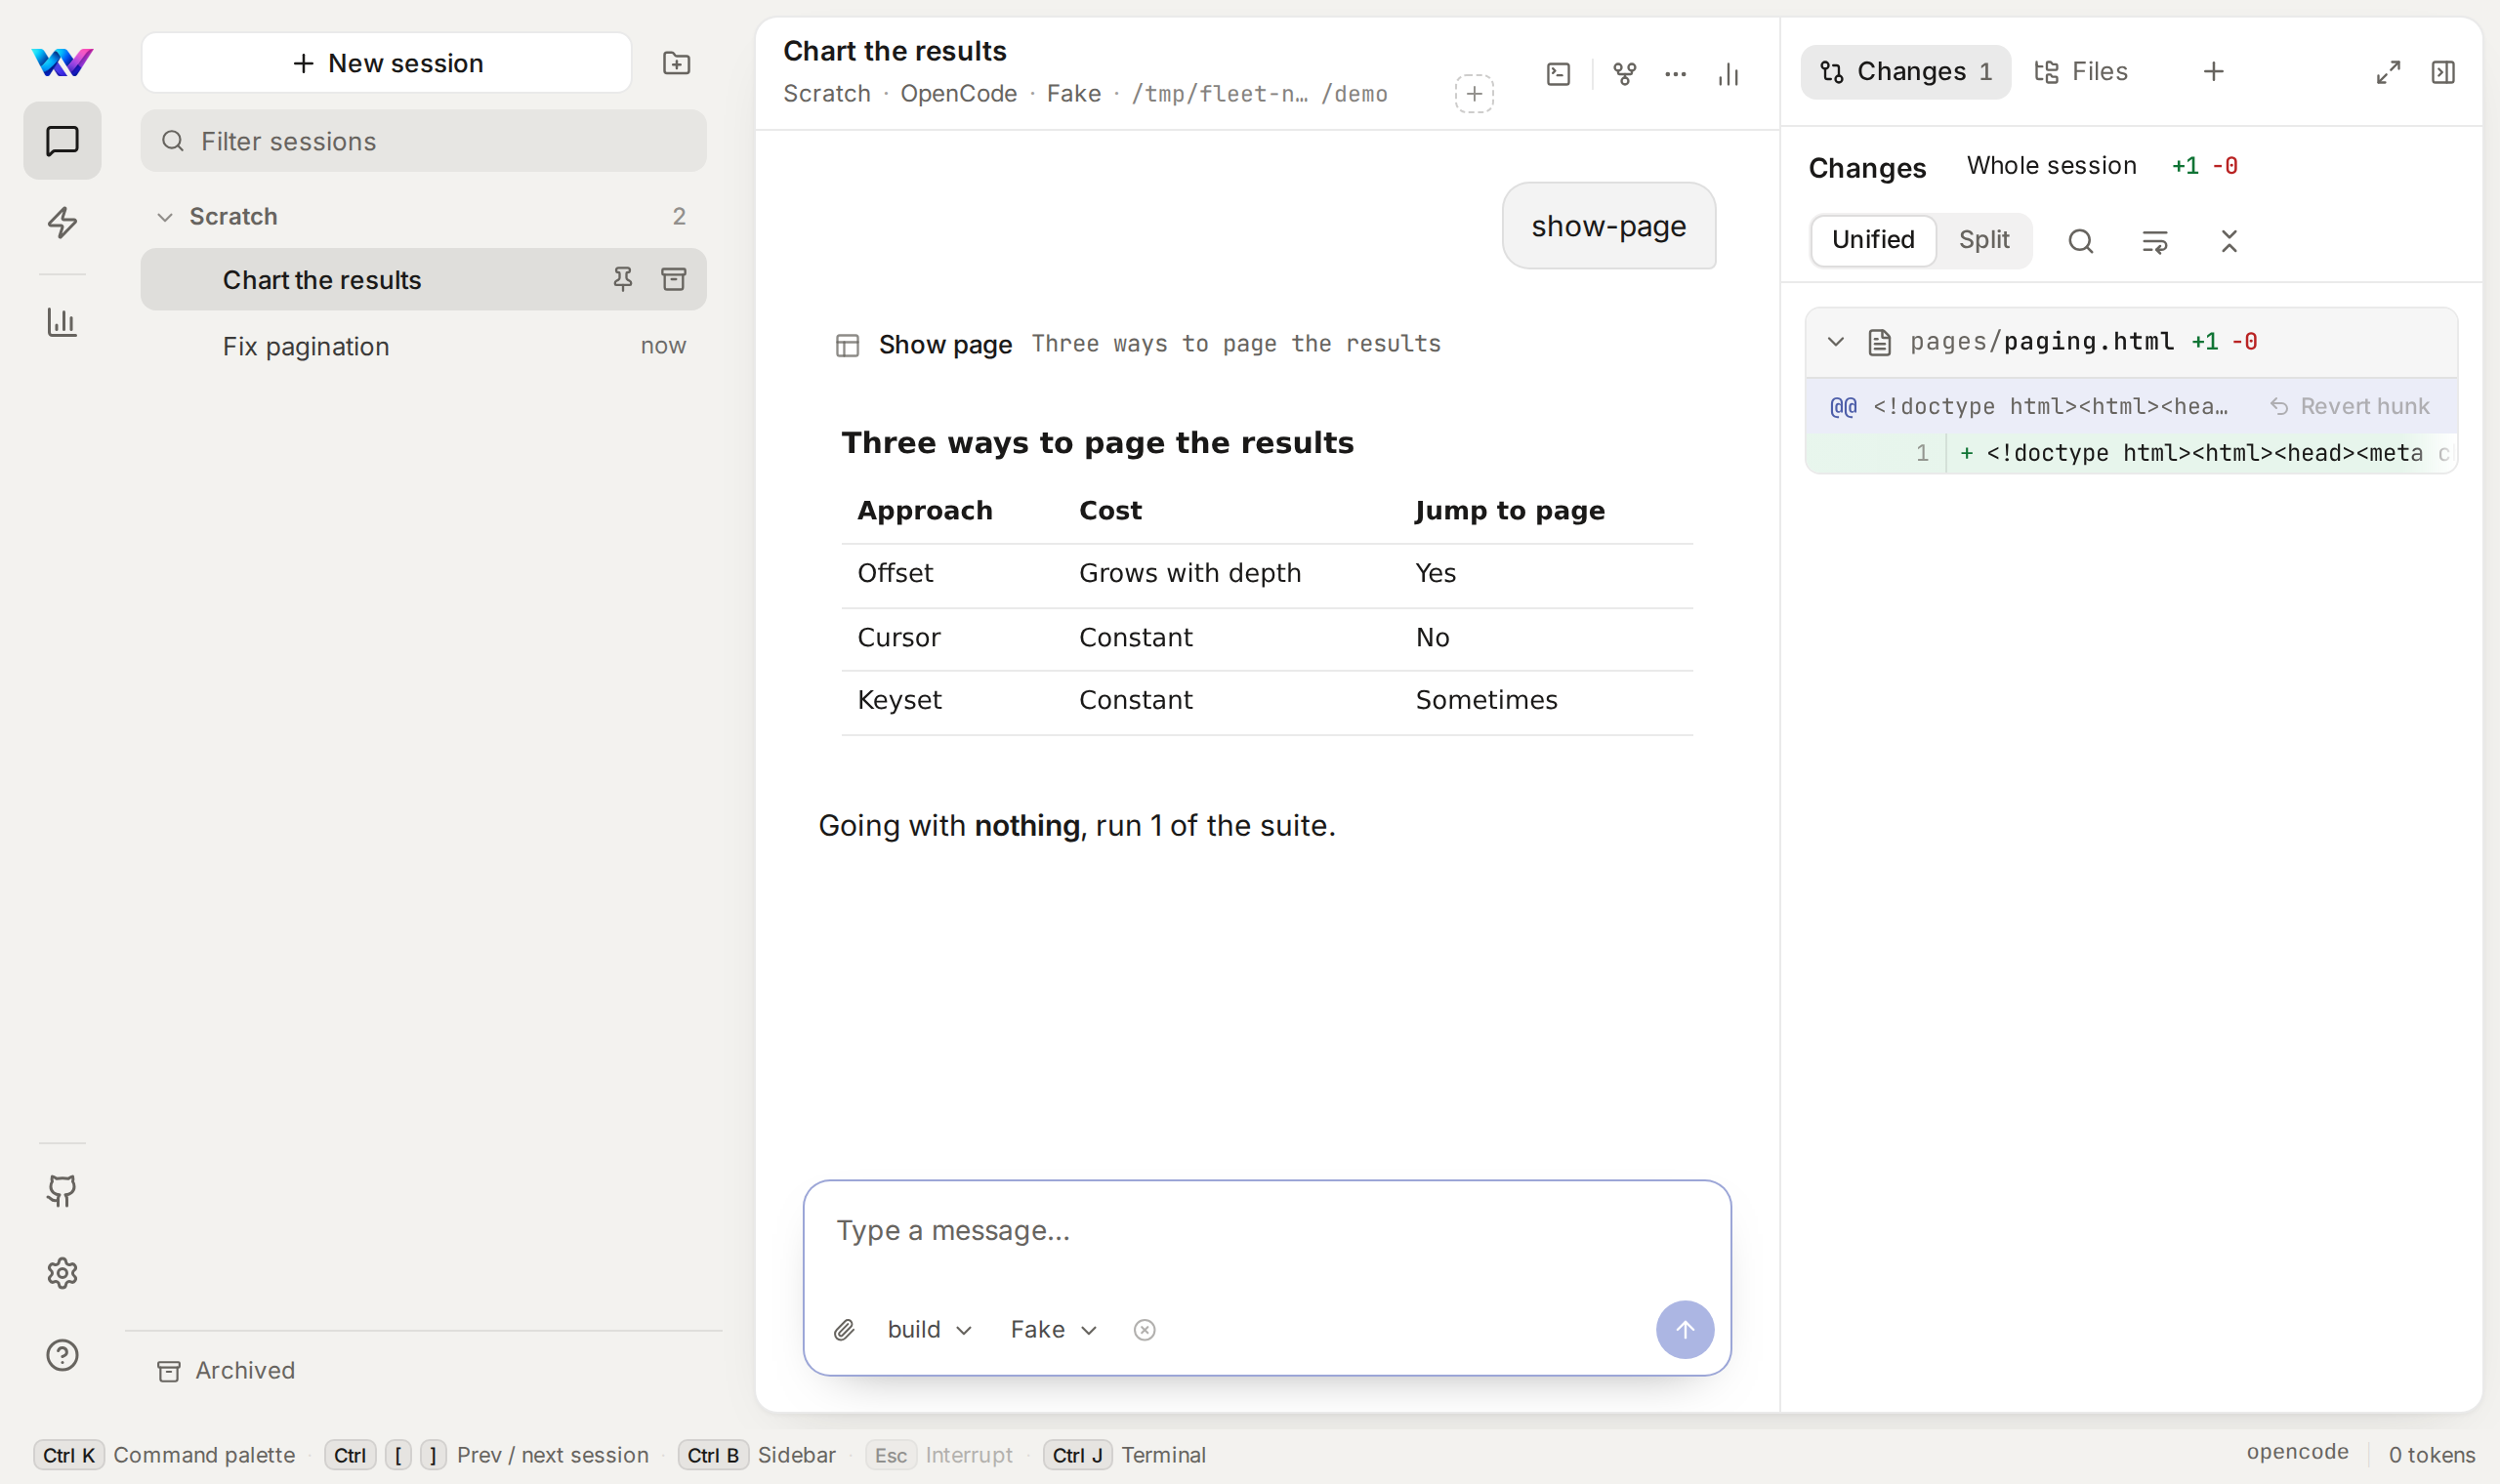 New session
Filter sessions
Scratch 2
Chart the results
Fix pagination now
Archived
Chart the results
Scratch · OpenCode · Fake · /tmp/fleet-n… /demo
show-page
Show page Three ways to page the results
Three ways to page the results
Approach Cost Jump to page
Offset Grows with depth Yes
Cursor Constant No
Keyset Constant Sometimes
Going with nothing, run 1 of the suite.
Type a message...
build Fake
Changes 1 Files
Changes Whole session +1 -0
Unified Split
pages/paging.html +1 -0
@@ <!doctype html><html><hea… Revert hunk
1 + <!doctype html><html><head><meta c
Ctrl K Command palette · Ctrl [ ] Prev / next session · Ctrl B Sidebar · Esc Interrupt · Ctrl J Terminal
opencode 0 tokens